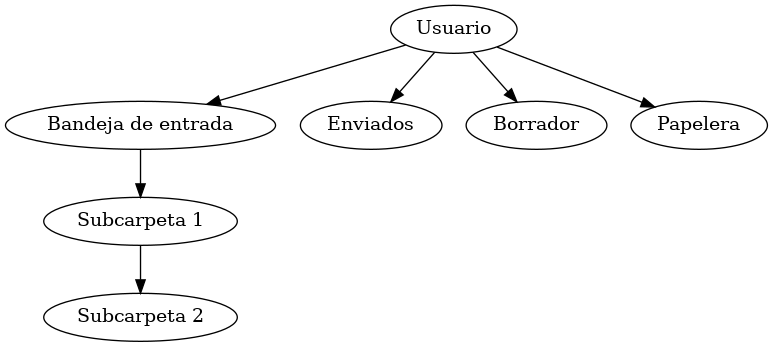 Usuario
Bandeja de entrada
Enviados
Borrador
Papelera
Subcarpeta 1
Subcarpeta 2